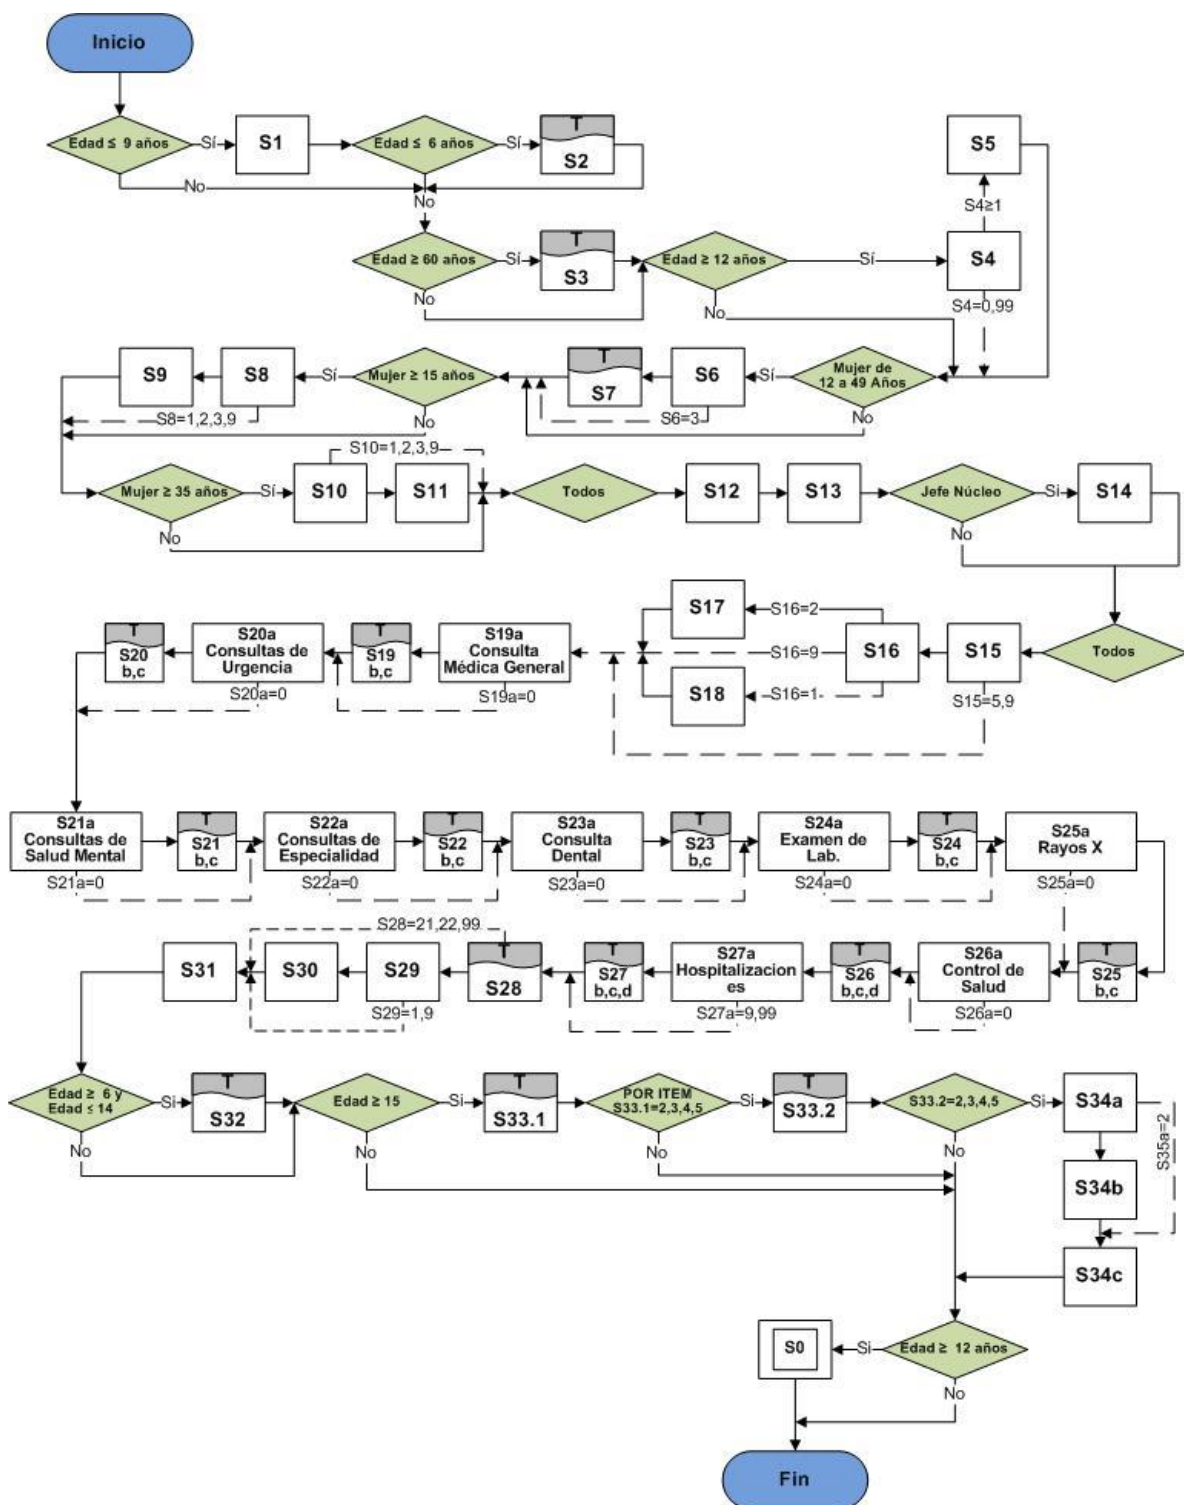 Inicio
Edad ≤ 9 años
Sí
S1
Edad ≤ 6 años
Sí
T
S2
No
No
S5
S4≥1
Edad ≥ 60 años
Sí
T
S3
Edad ≥ 12 años
Sí
S4
No
No
S4=0,99
S9
S8
Sí
Mujer ≥ 15 años
T
S7
S6
Sí
Mujer de
12 a 49 Años
S8=1,2,3,9
No
S6=3
No
S10=1,2,3,9
Mujer ≥ 35 años
Sí
S10
S11
Todos
S12
S13
Jefe Núcleo
Si
S14
No
No
S17
S16=2
T
S20
b,c
S20a
Consultas de
Urgencia
T
S19
b,c
S19a
Consulta
Médica General
S16=9
S16
S15
Todos
S18
S16=1
S20a=0
S19a=0
S15=5,9
S21a
Consultas de
Salud Mental
T
S21
b,c
S22a
Consultas de
Especialidad
T
S22
b,c
S23a
Consulta
Dental
T
S23
b,c
S24a
Examen de
Lab.
T
S24
b,c
S25a
Rayos X
S21a=0
S22a=0
S23a=0
S24a=0
S25a=0
S28=21,22,99
S31
S30
S29
T
S28
T
S27
b,c,d
S27a
Hospitalizacion
es
T
S26
b,c,d
S26a
Control de
Salud
T
S25
b,c
S29=1,9
S27a=9,99
S26a=0
Edad ≥ 6 y
Edad ≤ 14
Si
T
S32
Edad ≥ 15
Si
T
S33.1
POR ITEM
S33.1=2,3,4,5
Si
T
S33.2
S33.2=2,3,4,5
Si
S34a
S35a=2
No
No
No
No
S34b
S34c
S0
Si
Edad ≥ 12 años
No
Fin